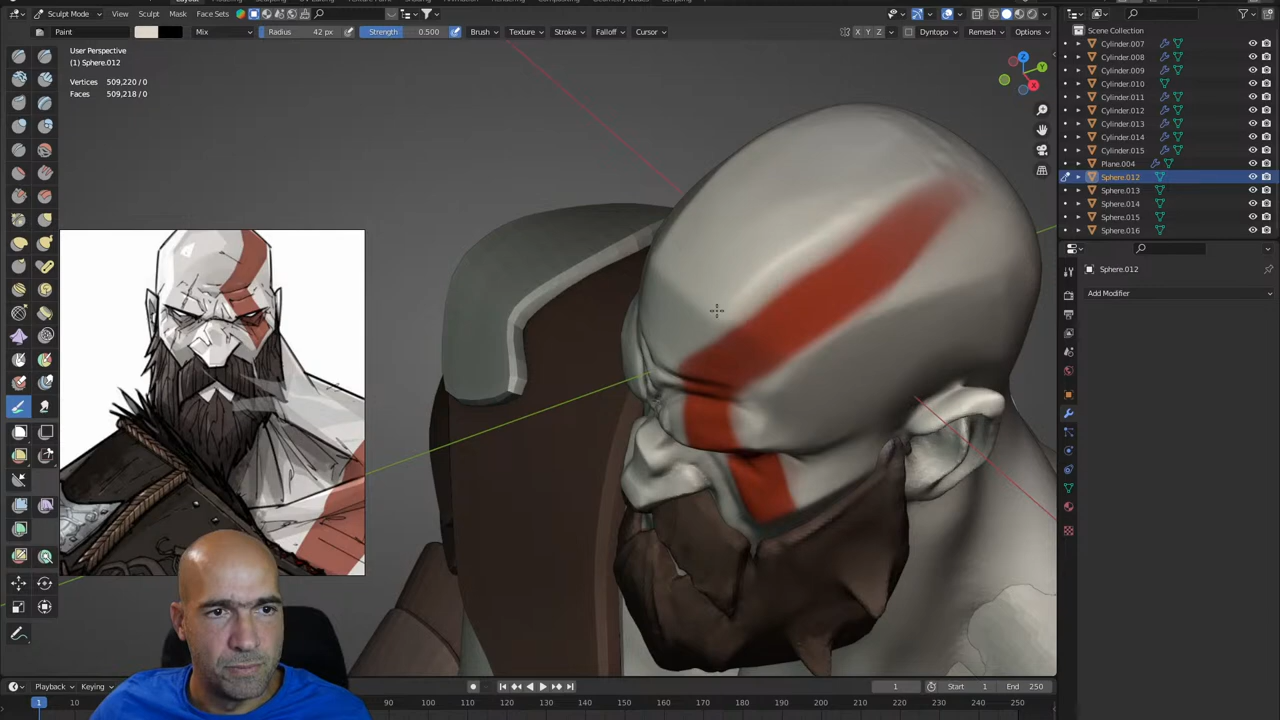 Sculpt Mode View Sculpt Mask Face Sets
Options
Paint Mix Radius 42 px Strength 0.500 Brush Texture Stroke Falloff Cursor X Y Z Dyntopo Remesh
User Perspective
(1) Sphere.012
Vertices 509,220 / 0
Faces 509,218 / 0
Z
Y
X
Scene Collection
Cylinder.007
Cylinder.008
Cylinder.009
Cylinder.010
Cylinder.011
Cylinder.012
Cylinder.013
Cylinder.014
Cylinder.015
Plane.004
Sphere.012
Sphere.013
Sphere.014
Sphere.015
Sphere.016
Sphere.012
Add Modifier
Playback Keying 1 Start 1 End 250
1 10 80 90 100 110 120 130 140 150 160 170 180 190 200 210 220 230 240 250